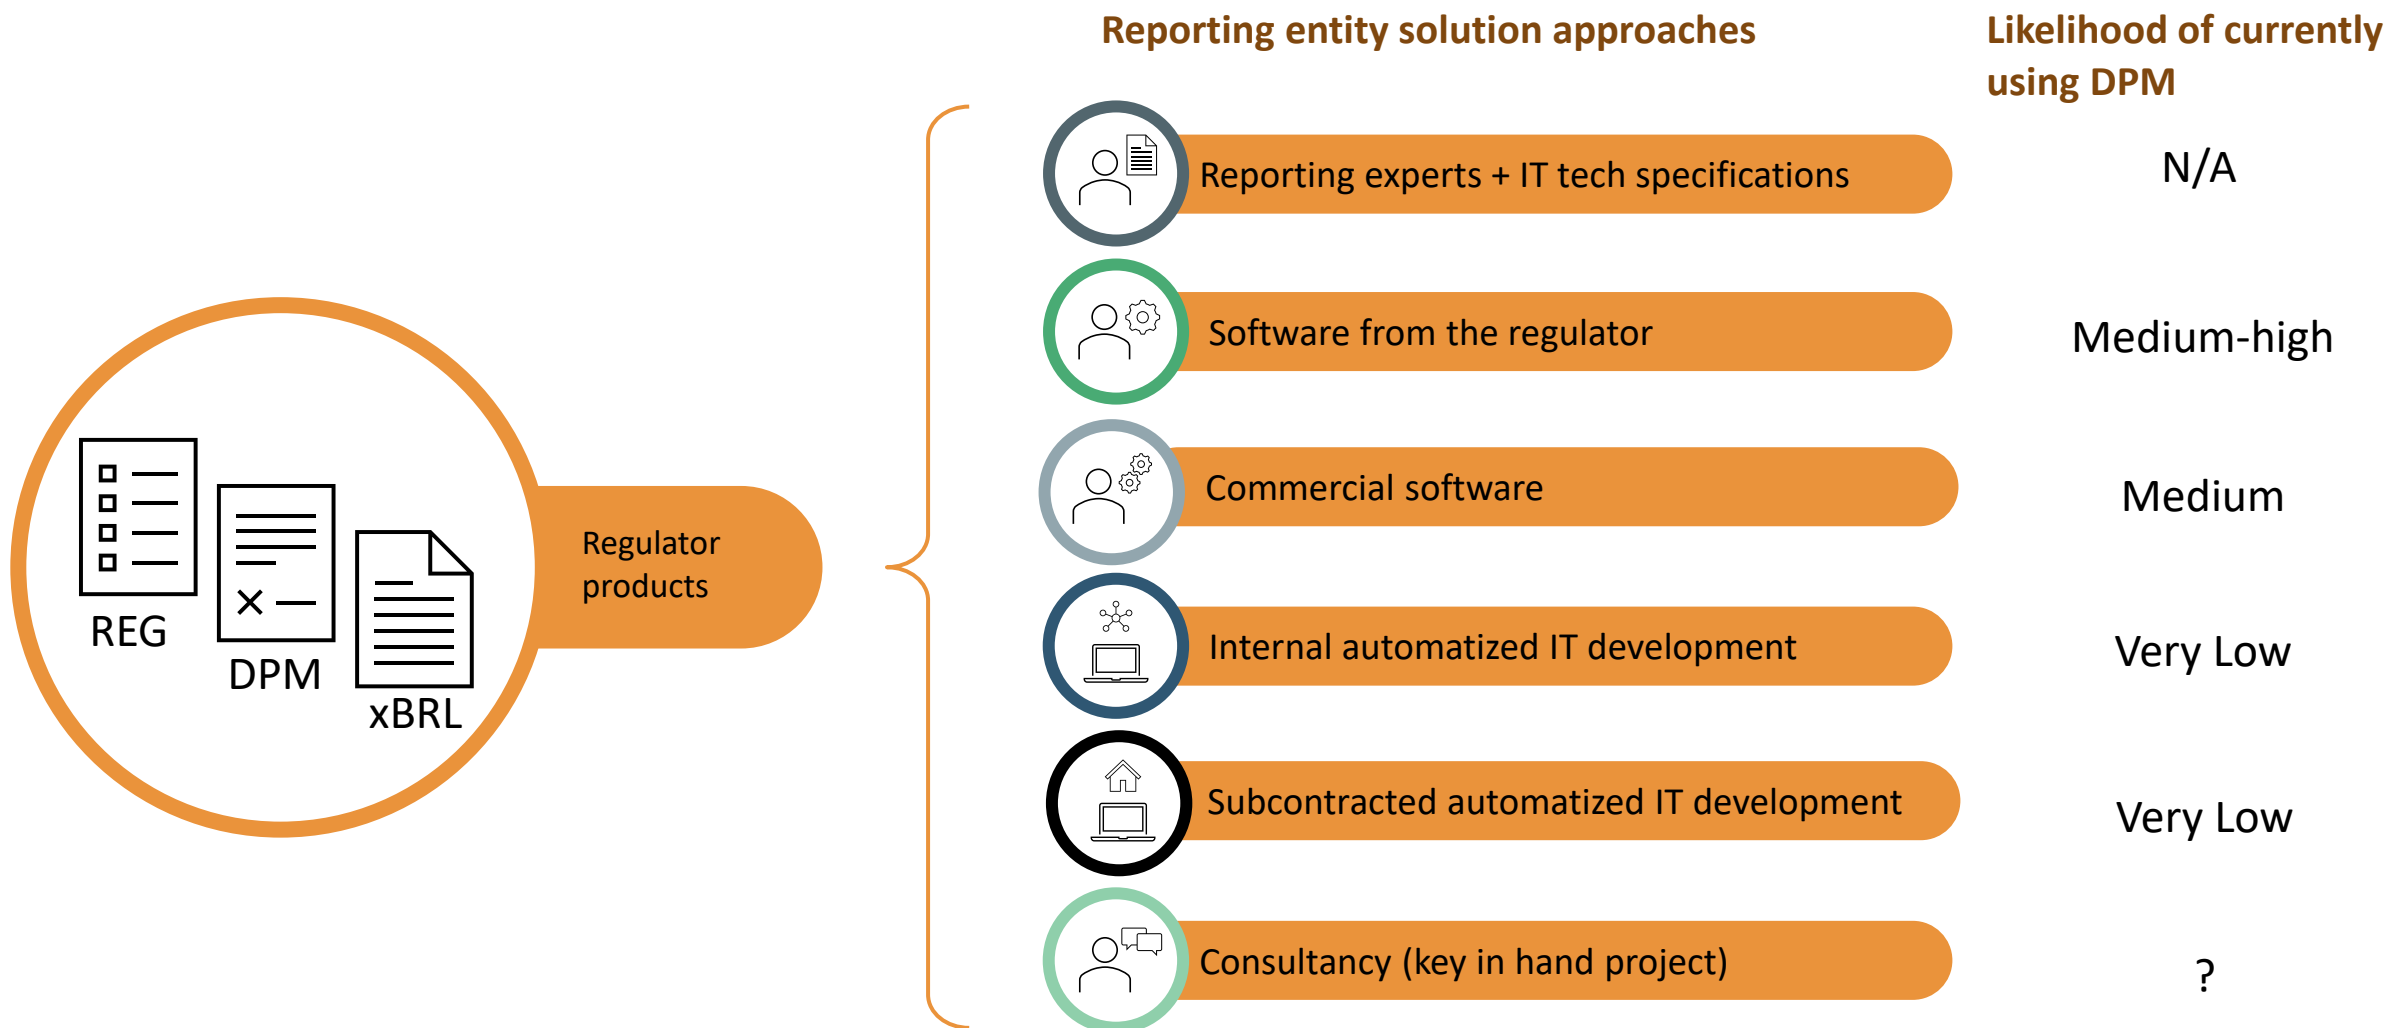 Reporting entity solution approaches
Likelihood of currently
using DPM
REG
DPM
xBRL
Regulator
products
Reporting experts + IT tech specifications
N/A
Software from the regulator
Medium-high
Commercial software
Medium
Internal automatized IT development
Very Low
Subcontracted automatized IT development
Very Low
Consultancy (key in hand project)
?